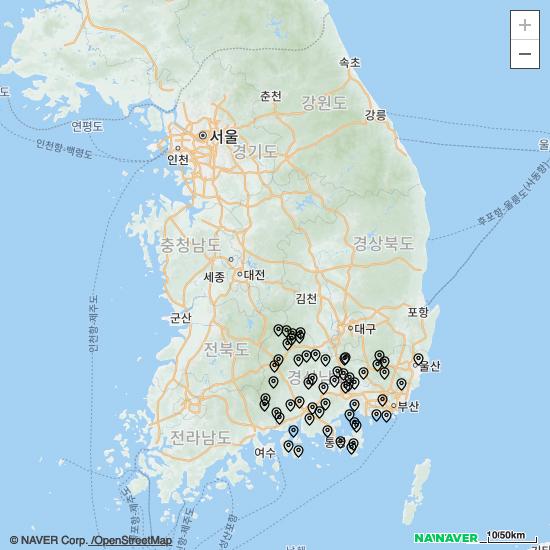 +
−
속초
춘천
강원도
강릉
도
연평도
서울
인천
경기도
인천항-백령도
울
후포항-울릉도(사동항)
충청남도
경상북도
세종
대전
인천항-제주도
김천
군산
포항
대구
전북도
경상남
울산
부산
전라남도
여수
통
© NAVER Corp. /OpenStreetMap
NAVER
10/50km